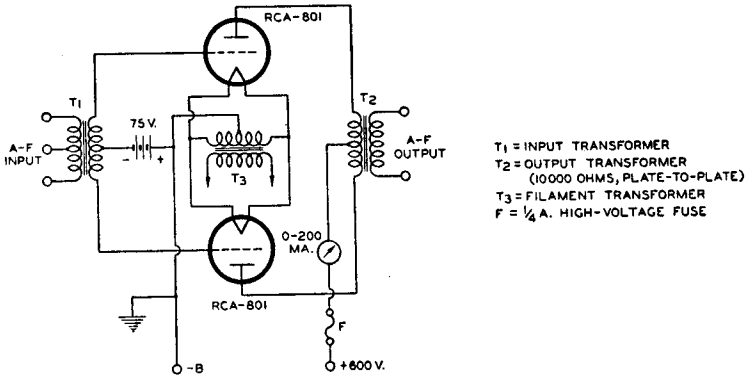 RCA-801
T1
T2
75 V.
A-F
INPUT
- +
A-F
OUTPUT
T3
T1 = INPUT TRANSFORMER
T2 = OUTPUT TRANSFORMER
(10000 OHMS, PLATE-TO-PLATE)
T3 = FILAMENT TRANSFORMER
F = 1/4 A. HIGH-VOLTAGE FUSE
0-200
MA.
RCA-801
F
-B
+600 V.